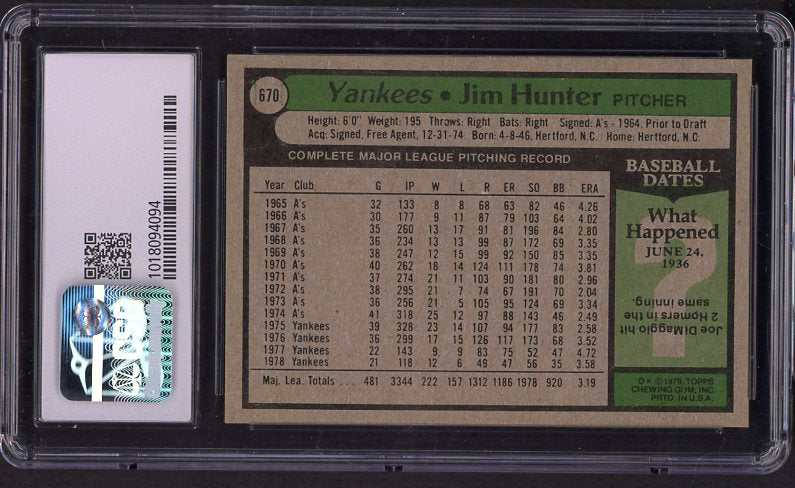 670
Yankees • Jim Hunter PITCHER
Height: 6'0" Weight: 195 Throws: Right Bats: Right Signed: A's - 1964, Prior to Draft
Acq: Signed, Free Agent, 12-31-74 Born: 4-8-46, Hertford, N.C. Home: Hertford, N.C.
COMPLETE MAJOR LEAGUE PITCHING RECORD
Year Club G IP W L R ER SO BB ERA
1965 A's 32 133 8 8 68 63 82 46 4.26
1966 A's 30 177 9 11 87 79 103 64 4.02
1967 A's 35 260 13 17 91 81 196 84 2.80
1968 A's 36 234 13 13 99 87 172 69 3.35
1969 A's 38 247 12 15 99 92 150 85 3.35
1970 A's 40 262 18 14 124 111 178 74 3.81
1971 A's 37 274 21 11 103 90 181 80 2.96
1972 A's 38 295 21 7 74 67 191 70 2.04
1973 A's 36 256 21 5 105 95 124 69 3.34
1974 A's 41 318 25 12 97 88 143 46 2.49
1975 Yankees 39 328 23 14 107 94 177 83 2.58
1976 Yankees 36 299 17 15 126 117 173 68 3.52
1977 Yankees 22 143 9 9 83 75 52 47 4.72
1978 Yankees 21 118 12 6 49 47 56 35 3.58
Maj. Lea. Totals . . . 481 3344 222 157 1312 1186 1978 920 3.19
BASEBALL
DATES
What
Happened
JUNE 24,
1936
?
Joe DiMaggio hit
2 Homers in the
same inning.
D✻ ©1979, TOPPS
CHEWING GUM, INC
PRTD. IN U.S.A.
1018094094